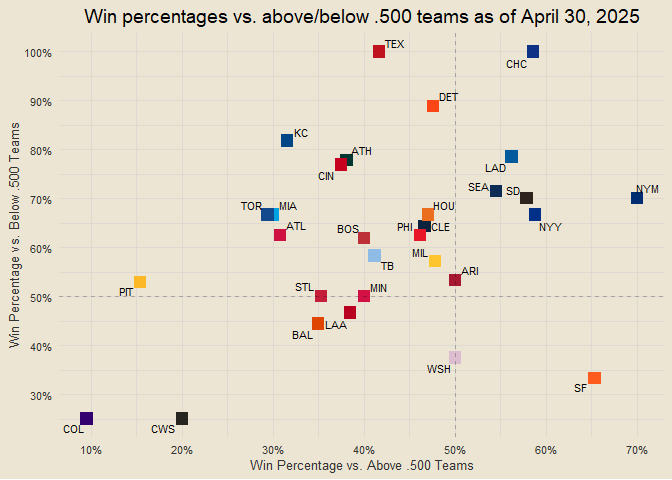 Win percentages vs. above/below .500 teams as of April 30, 2025
Win Percentage vs. Below .500 Teams
100%
90%
80%
70%
60%
50%
40%
30%
TEX
CHC
DET
KC
ATH
CIN
LAD
SEA
SD
NYM
TOR
MIA
HOU
ATL
BOS
PHI
CLE
NYY
MIL
TB
ARI
PIT
STL
MIN
BAL
LAA
WSH
SF
COL
CWS
10%
20%
30%
40%
50%
60%
70%
Win Percentage vs. Above .500 Teams